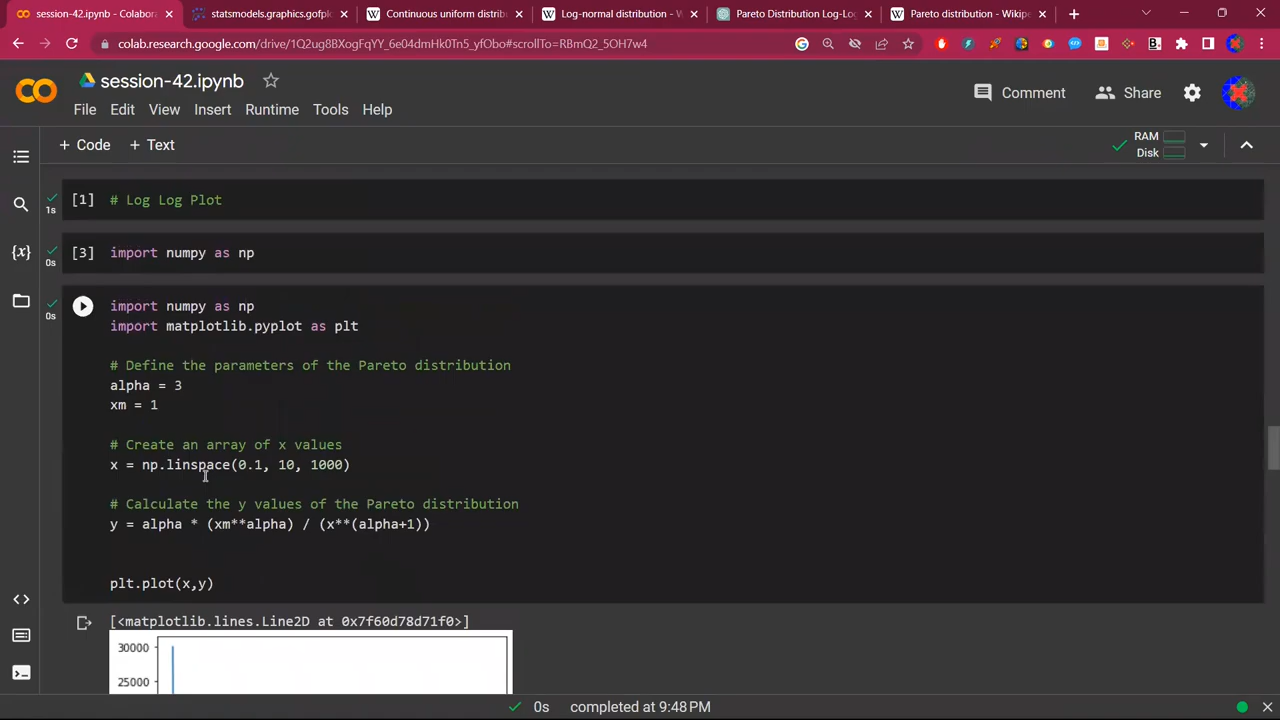 session-42.ipynb - Colabora
statsmodels.graphics.gofpk
Continuous uniform distrib
Log-normal distribution - W
Pareto Distribution Log-Log
Pareto distribution - Wikipe
colab.research.google.com/drive/1Q2ug8BXogFqYY_6e04dmHk0Tn5_yfObo#scrollTo=RBmQ2_5OH7w4
session-42.ipynb
File Edit View Insert Runtime Tools Help
Comment Share
+ Code + Text
RAM
Disk
[1] # Log Log Plot
1s
[3] import numpy as np
0s
import numpy as np
0s
import matplotlib.pyplot as plt
# Define the parameters of the Pareto distribution
alpha = 3
xm = 1
# Create an array of x values
x = np.linspace(0.1, 10, 1000)
# Calculate the y values of the Pareto distribution
y = alpha * (xm**alpha) / (x**(alpha+1))
plt.plot(x,y)
[<matplotlib.lines.Line2D at 0x7f60d78d71f0>]
30000
25000
0s completed at 9:48 PM